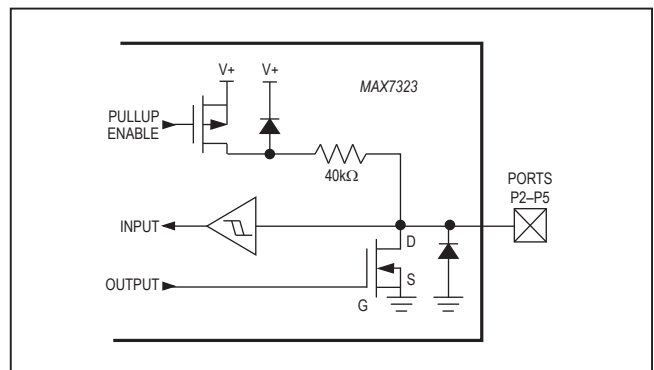 V+
V+
MAX7323
PULLUP
ENABLE
40kΩ
PORTS
P2–P5
INPUT
D
OUTPUT
S
G